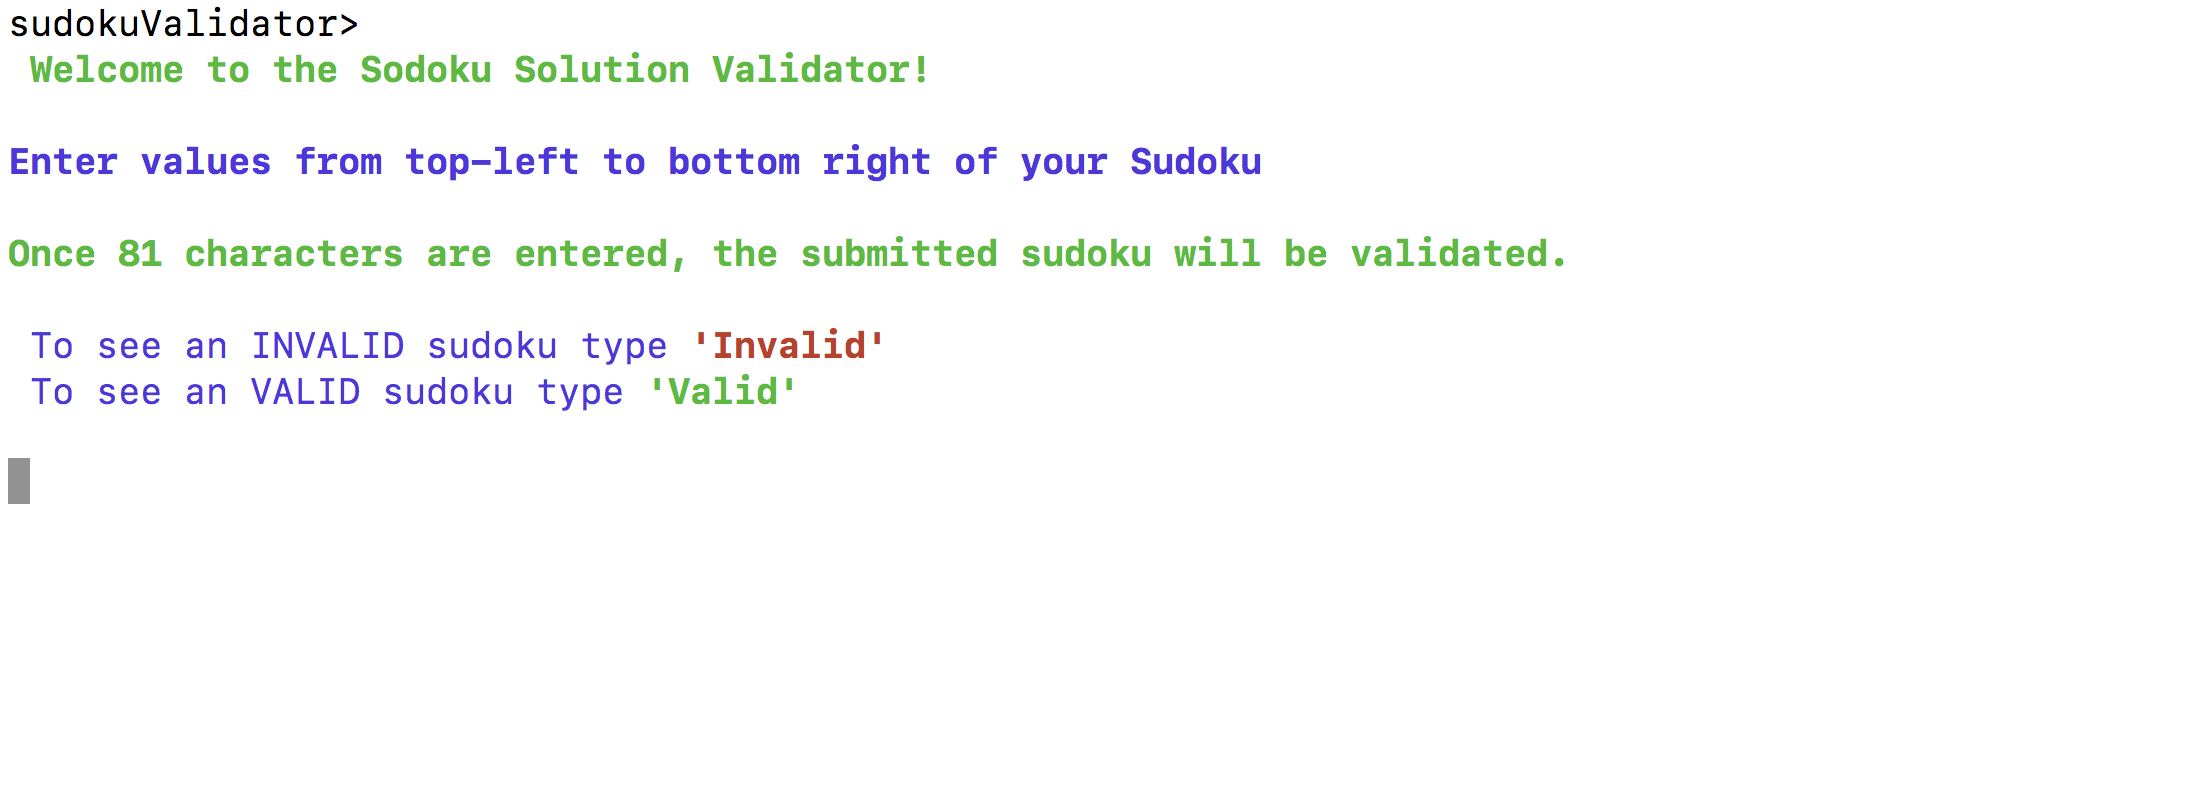 sudokuValidator>
Welcome to the Sodoku Solution Validator!
Enter values from top-left to bottom right of your Sudoku
Once 81 characters are entered, the submitted sudoku will be validated.
To see an INVALID sudoku type 'Invalid'
To see an VALID sudoku type 'Valid'